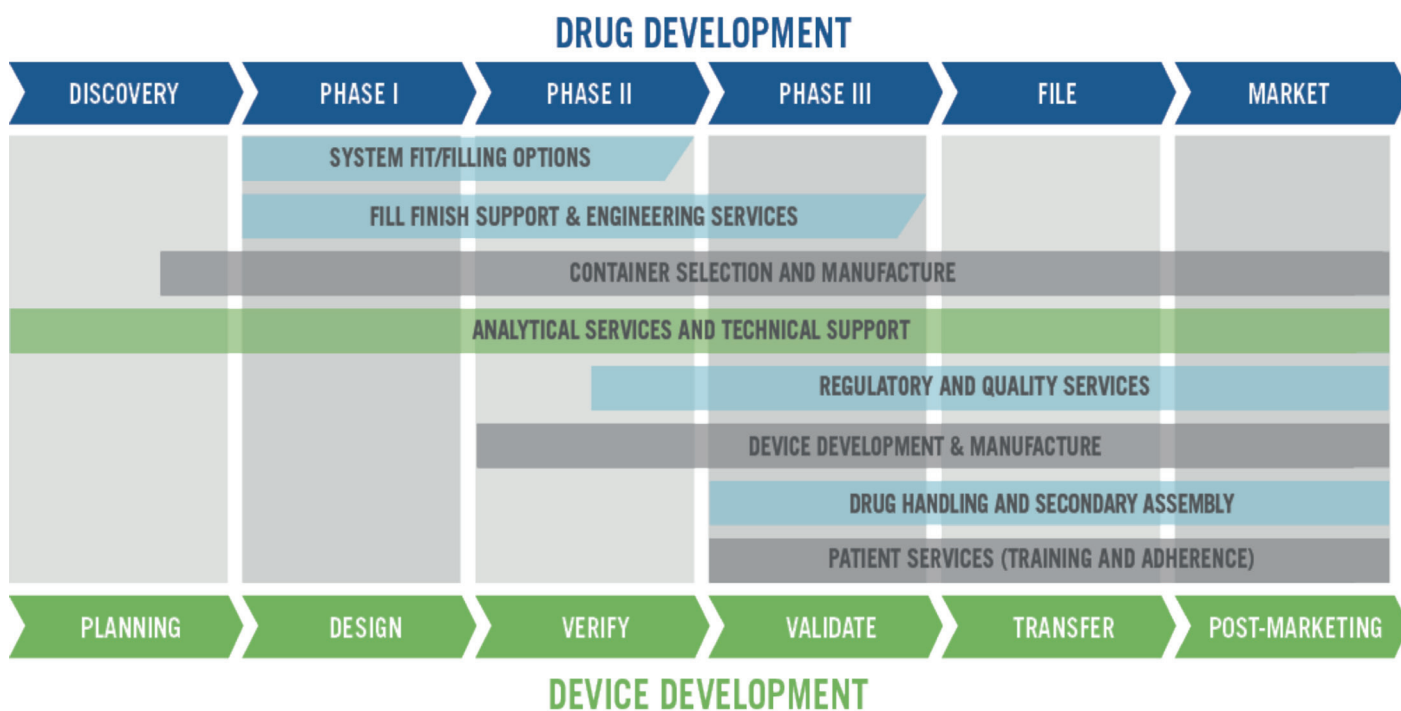 DRUG DEVELOPMENT
DISCOVERY
PHASE I
PHASE II
PHASE III
FILE
MARKET
SYSTEM FIT/FILLING OPTIONS
FILL FINISH SUPPORT & ENGINEERING SERVICES
CONTAINER SELECTION AND MANUFACTURE
ANALYTICAL SERVICES AND TECHNICAL SUPPORT
REGULATORY AND QUALITY SERVICES
DEVICE DEVELOPMENT & MANUFACTURE
DRUG HANDLING AND SECONDARY ASSEMBLY
PATIENT SERVICES (TRAINING AND ADHERENCE)
PLANNING
DESIGN
VERIFY
VALIDATE
TRANSFER
POST-MARKETING
DEVICE DEVELOPMENT